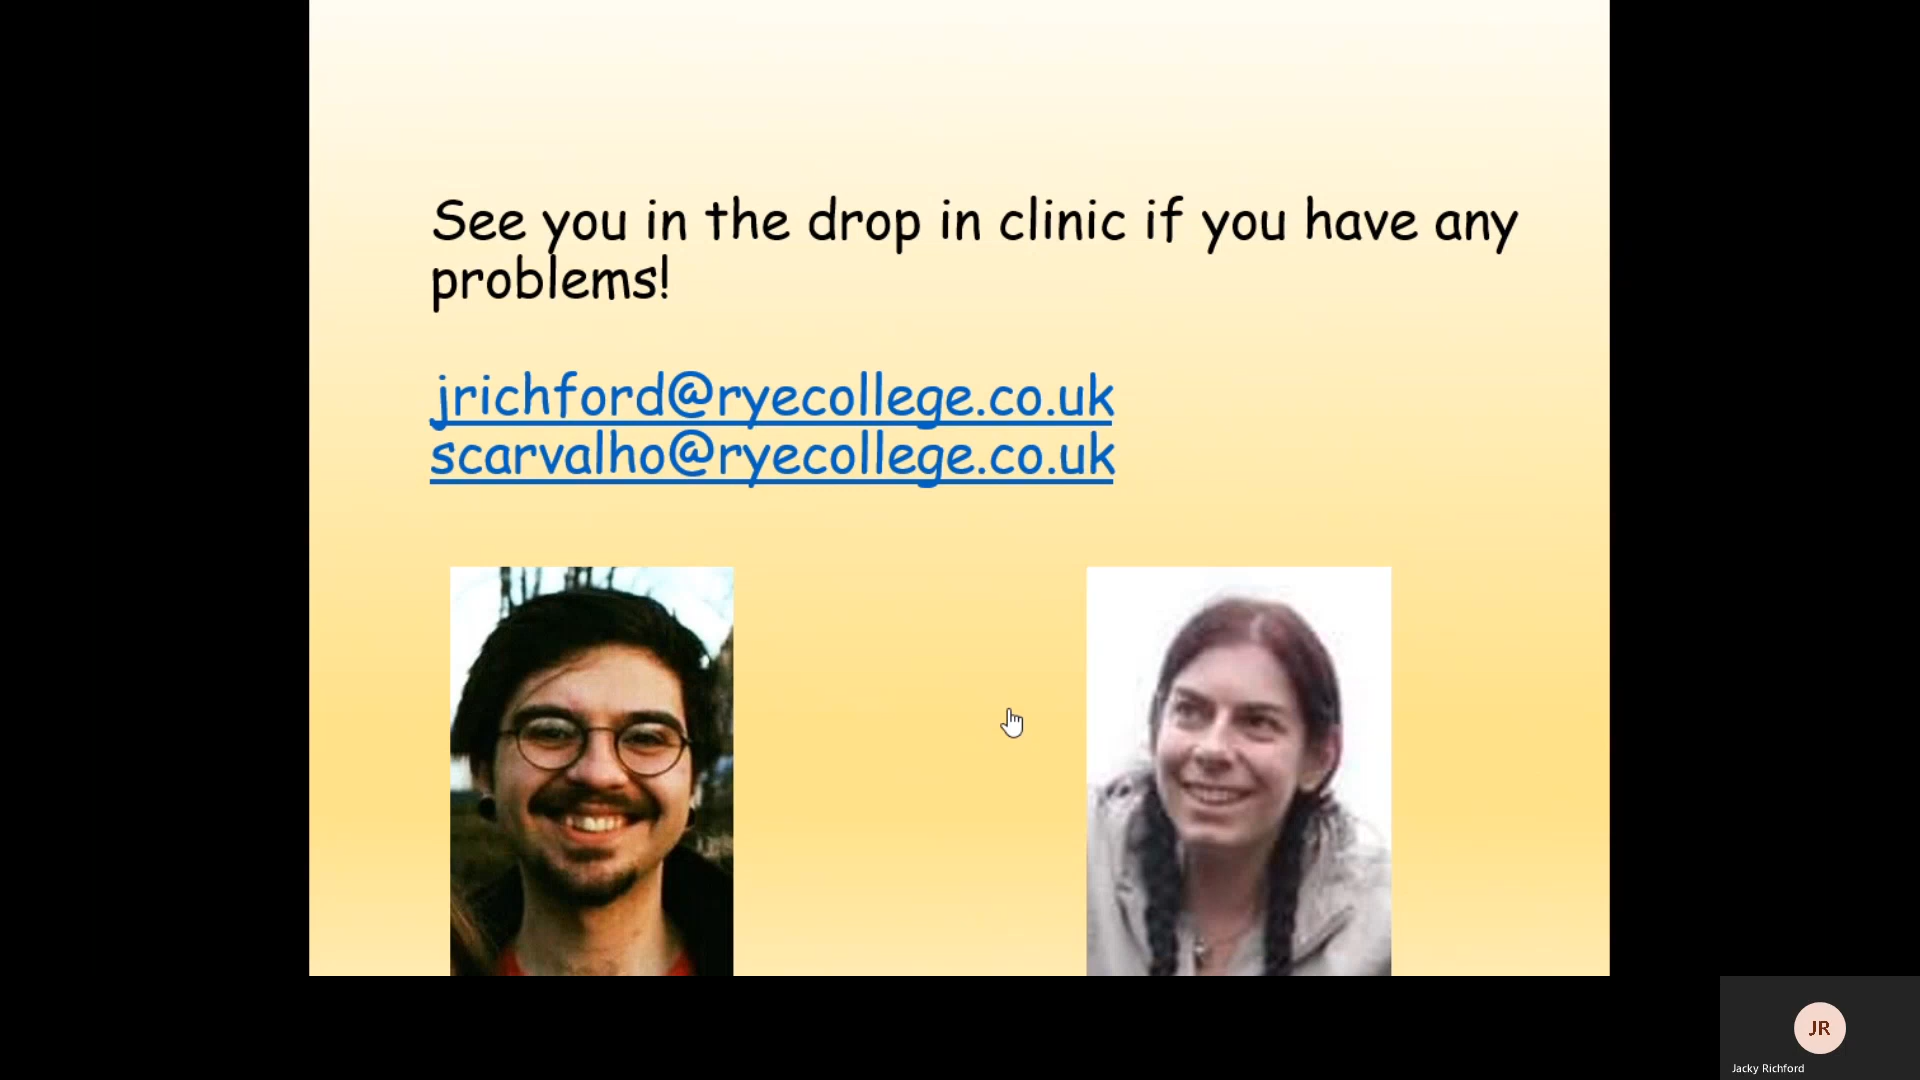 See you in the drop in clinic if you have any
problems!
jrichford@ryecollege.co.uk
scarvalho@ryecollege.co.uk
JR
Jacky Richford